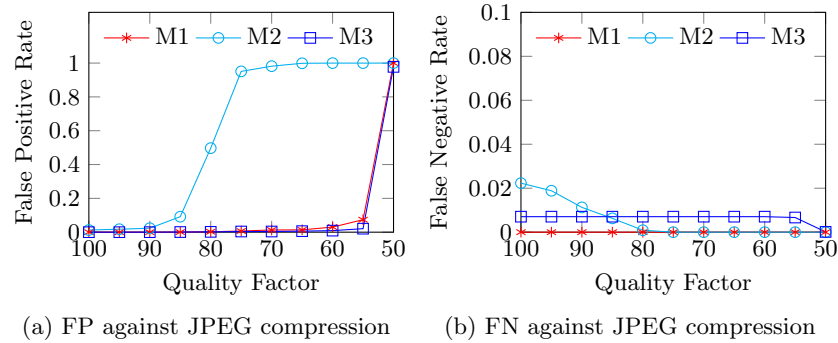 M1 M2 M3
1
0.8
0.6
0.4
0.2
0
100 90 80 70 60 50
False Positive Rate
Quality Factor
(a) FP against JPEG compression
M1 M2 M3
0.1
0.08
0.06
0.04
0.02
0
100 90 80 70 60 50
False Negative Rate
Quality Factor
(b) FN against JPEG compression